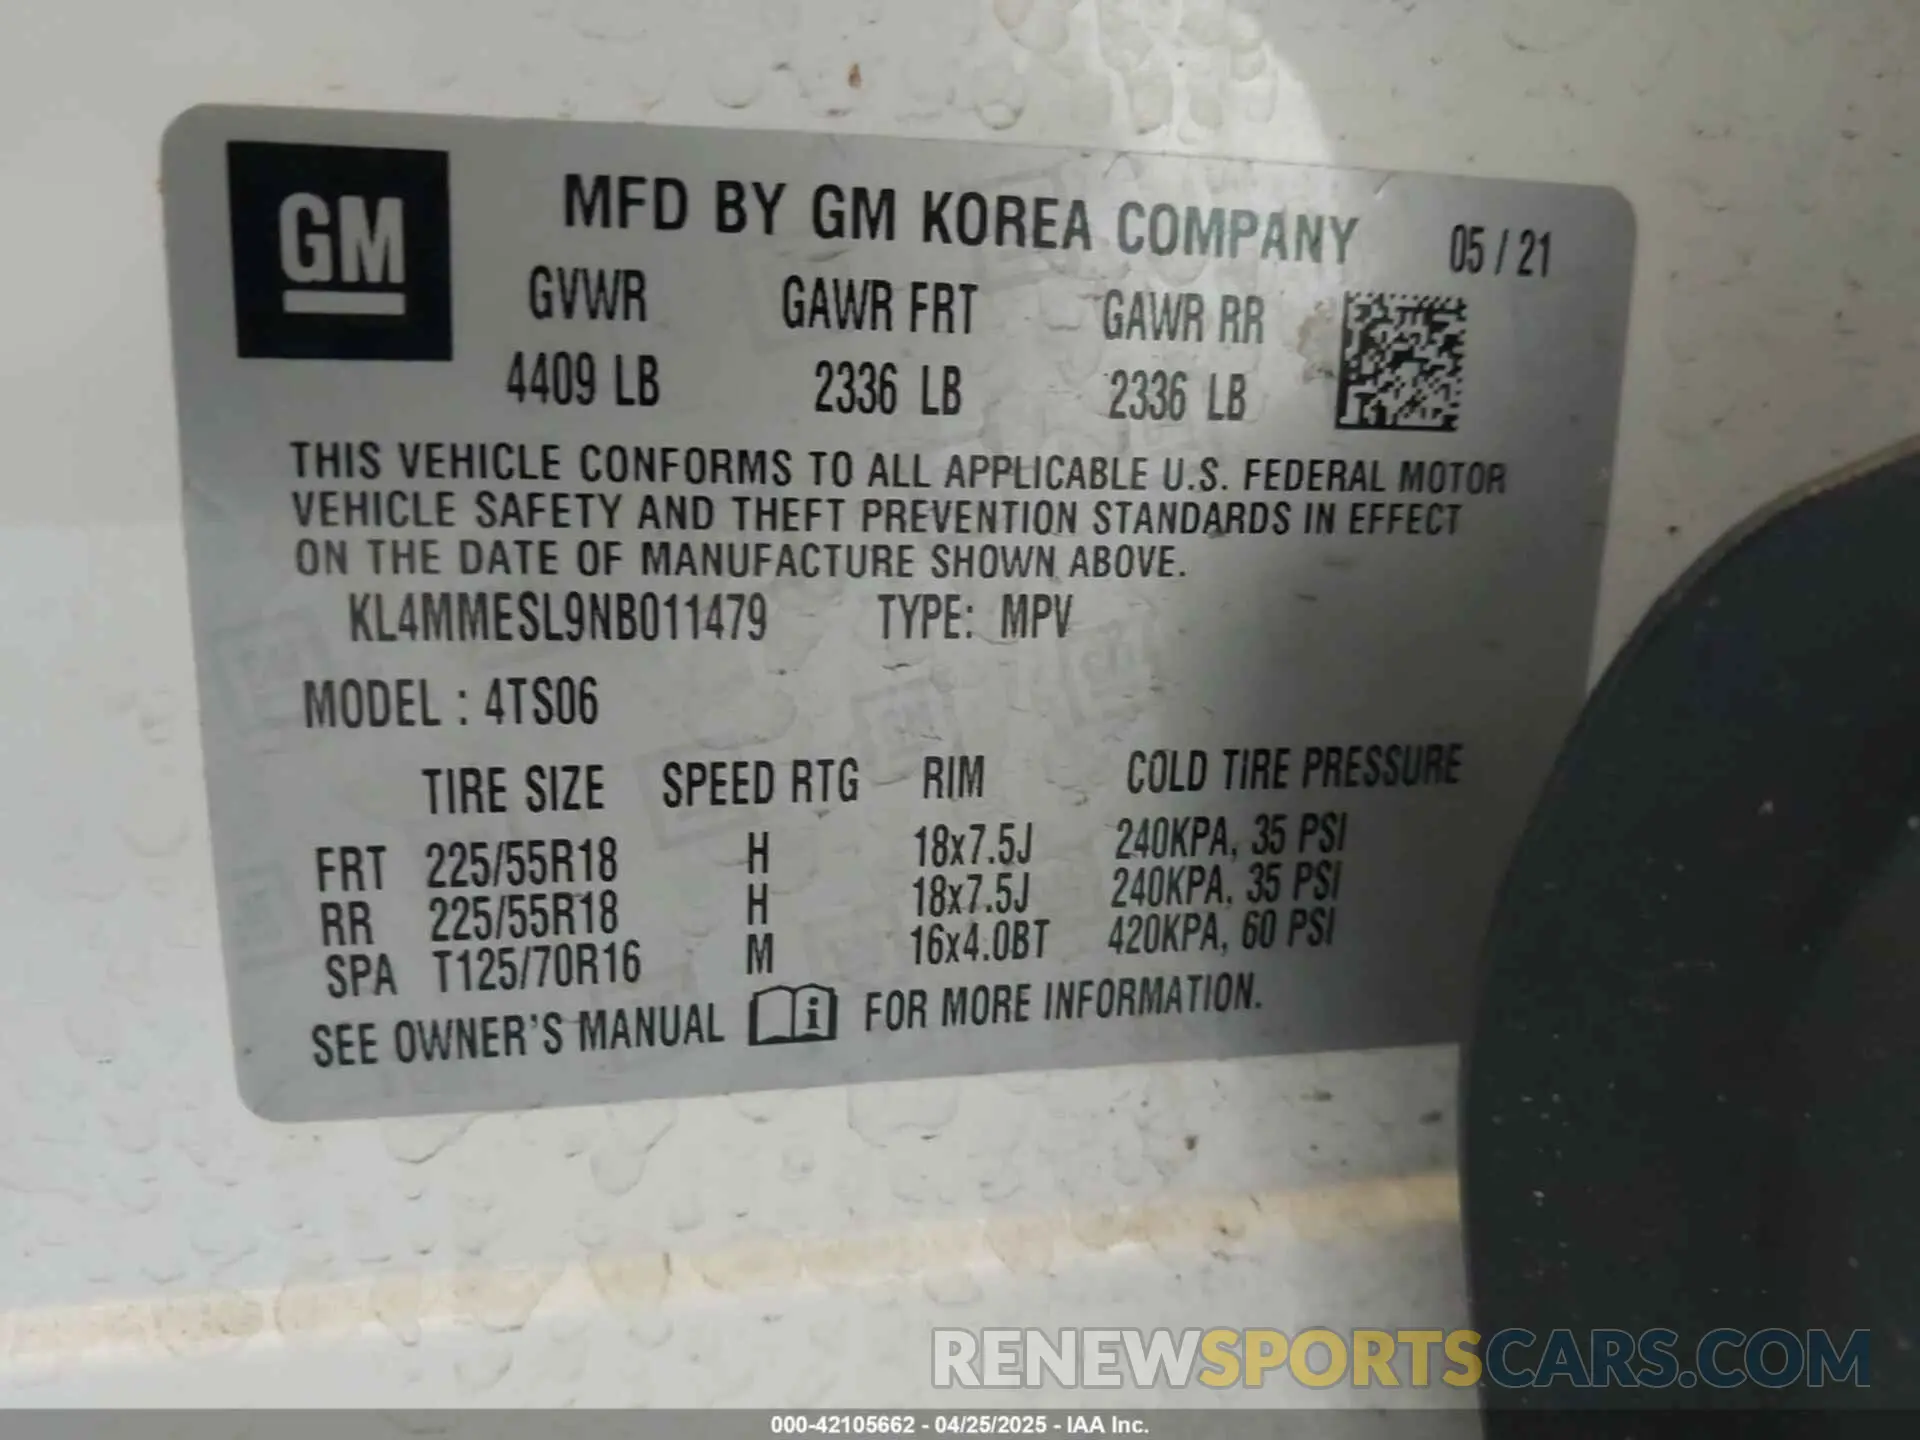 GM
MFD BY GM KOREA COMPANY 05 / 21
GVWR GAWR FRT GAWR RR
4409 LB 2336 LB 2336 LB
THIS VEHICLE CONFORMS TO ALL APPLICABLE U.S. FEDERAL MOTOR
VEHICLE SAFETY AND THEFT PREVENTION STANDARDS IN EFFECT
ON THE DATE OF MANUFACTURE SHOWN ABOVE.
KL4MMESL9NB011479 TYPE: MPV
MODEL : 4TS06
TIRE SIZE SPEED RTG RIM COLD TIRE PRESSURE
FRT 225/55R18 H 18x7.5J 240KPA, 35 PSI
RR 225/55R18 H 18x7.5J 240KPA, 35 PSI
SPA T125/70R16 M 16x4.0BT 420KPA, 60 PSI
SEE OWNER'S MANUAL i FOR MORE INFORMATION.
RENEWSPORTSCARS.COM
000-42105662 - 04/25/2025 - IAA Inc.